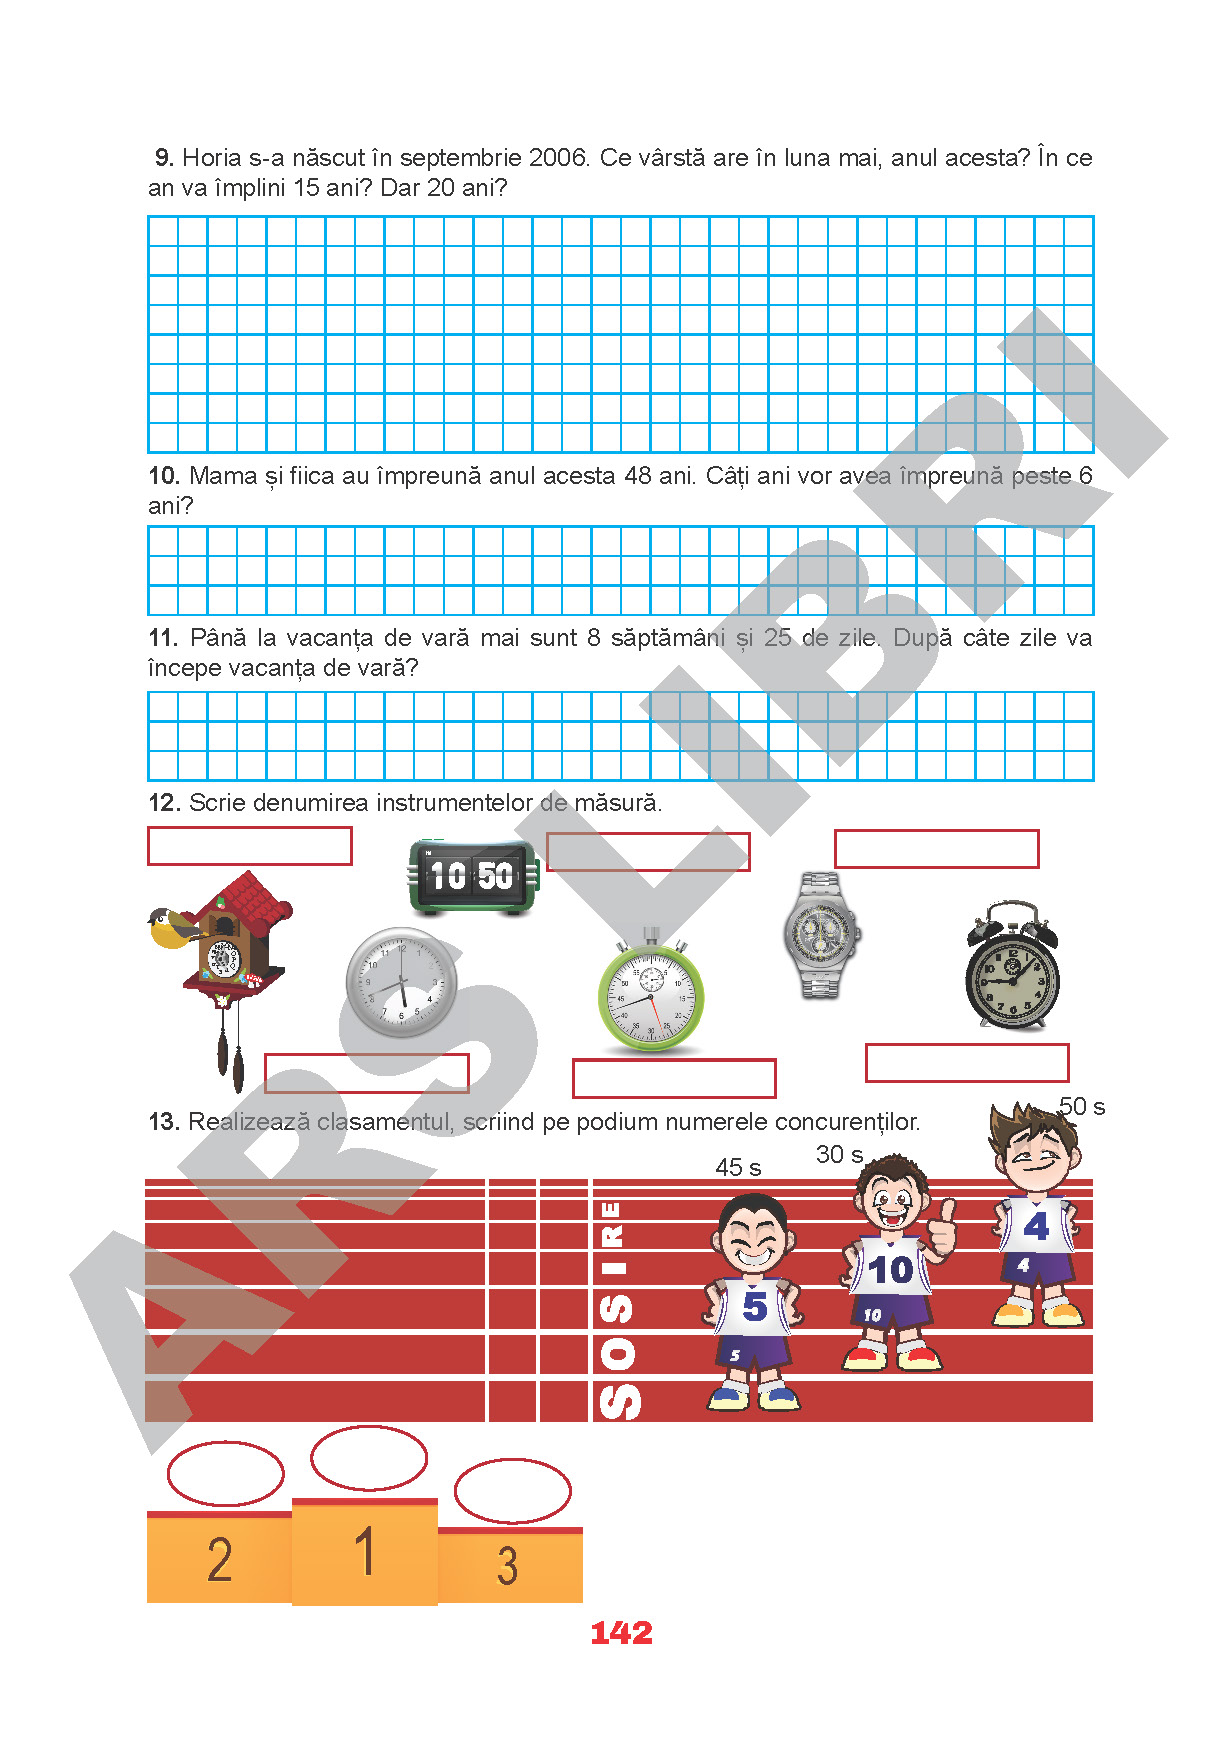 9. Horia s-a născut în septembrie 2006. Ce vârstă are în luna mai, anul acesta? În ce
an va împlini 15 ani? Dar 20 ani?
10. Mama și fiica au împreună anul acesta 48 ani. Câți ani vor avea împreună peste 6
ani?
11. Până la vacanța de vară mai sunt 8 săptămâni și 25 de zile. După câte zile va
începe vacanța de vară?
12. Scrie denumirea instrumentelor de măsură.
10 50
13. Realizează clasamentul, scriind pe podium numerele concurenților.
50 s
45 s
30 s
SOSIRE
4
4
10
10
5
5
2
1
3
142
ARS LIBRI